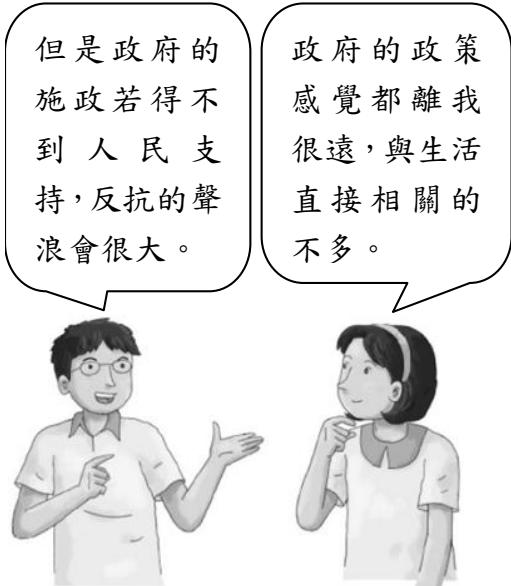 但是政府的
施政若得不
到人民支
持，反抗的聲
浪會很大。
政府的政策
感覺都離我
很遠，與生活
直接相關的
不多。